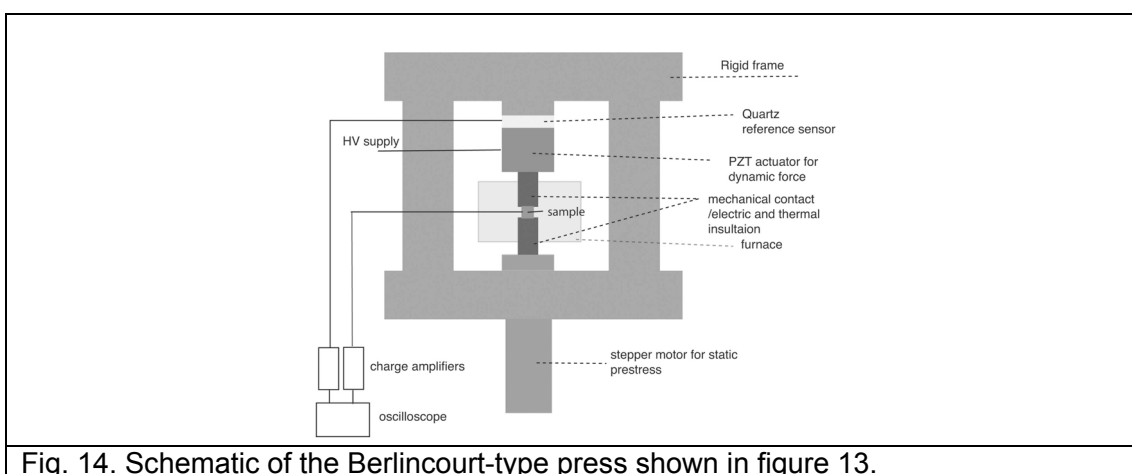 Rigid frame
Quartz
reference sensor
HV supply
PZT actuator for
dynamic force
mechanical contact
/electric and thermal
insultaion
sample
furnace
stepper motor for static
prestress
charge amplifiers
oscilloscope
Fig. 14. Schematic of the Berlincourt-type press shown in figure 13.